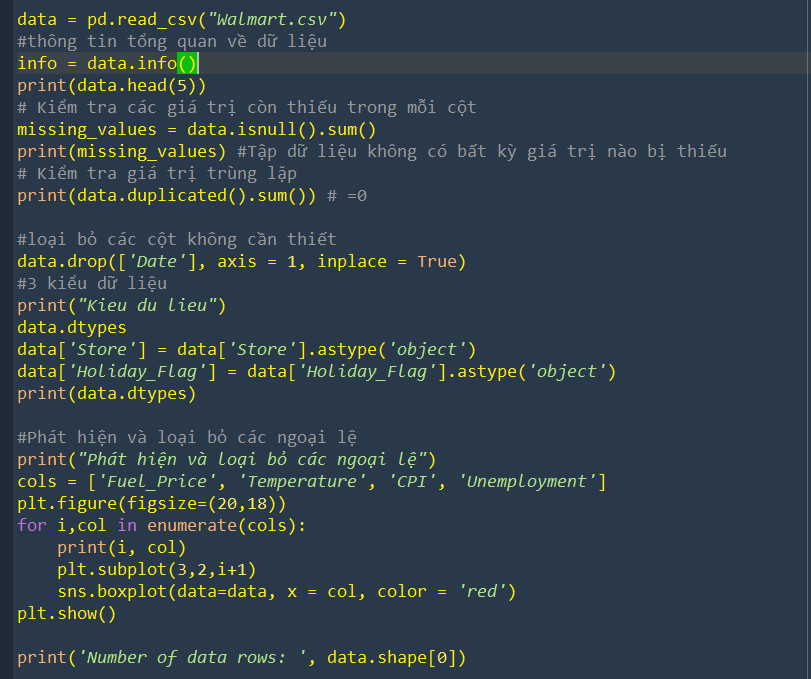 data = pd.read_csv("Walmart.csv")
#thông tin tổng quan về dữ liệu
info = data.info()
print(data.head(5))
# Kiểm tra các giá trị còn thiếu trong mỗi cột
missing_values = data.isnull().sum()
print(missing_values) #Tập dữ liệu không có bất kỳ giá trị nào bị thiếu
# Kiểm tra giá trị trùng lặp
print(data.duplicated().sum()) # =0
#loại bỏ các cột không cần thiết
data.drop(['Date'], axis = 1, inplace = True)
#3 kiểu dữ liệu
print("Kieu du lieu")
data.dtypes
data['Store'] = data['Store'].astype('object')
data['Holiday_Flag'] = data['Holiday_Flag'].astype('object')
print(data.dtypes)
#Phát hiện và loại bỏ các ngoại lệ
print("Phát hiện và loại bỏ các ngoại lệ")
cols = ['Fuel_Price', 'Temperature', 'CPI', 'Unemployment']
plt.figure(figsize=(20,18))
for i,col in enumerate(cols):
    print(i, col)
    plt.subplot(3,2,i+1)
    sns.boxplot(data=data, x = col, color = 'red')
plt.show()
print('Number of data rows: ', data.shape[0])